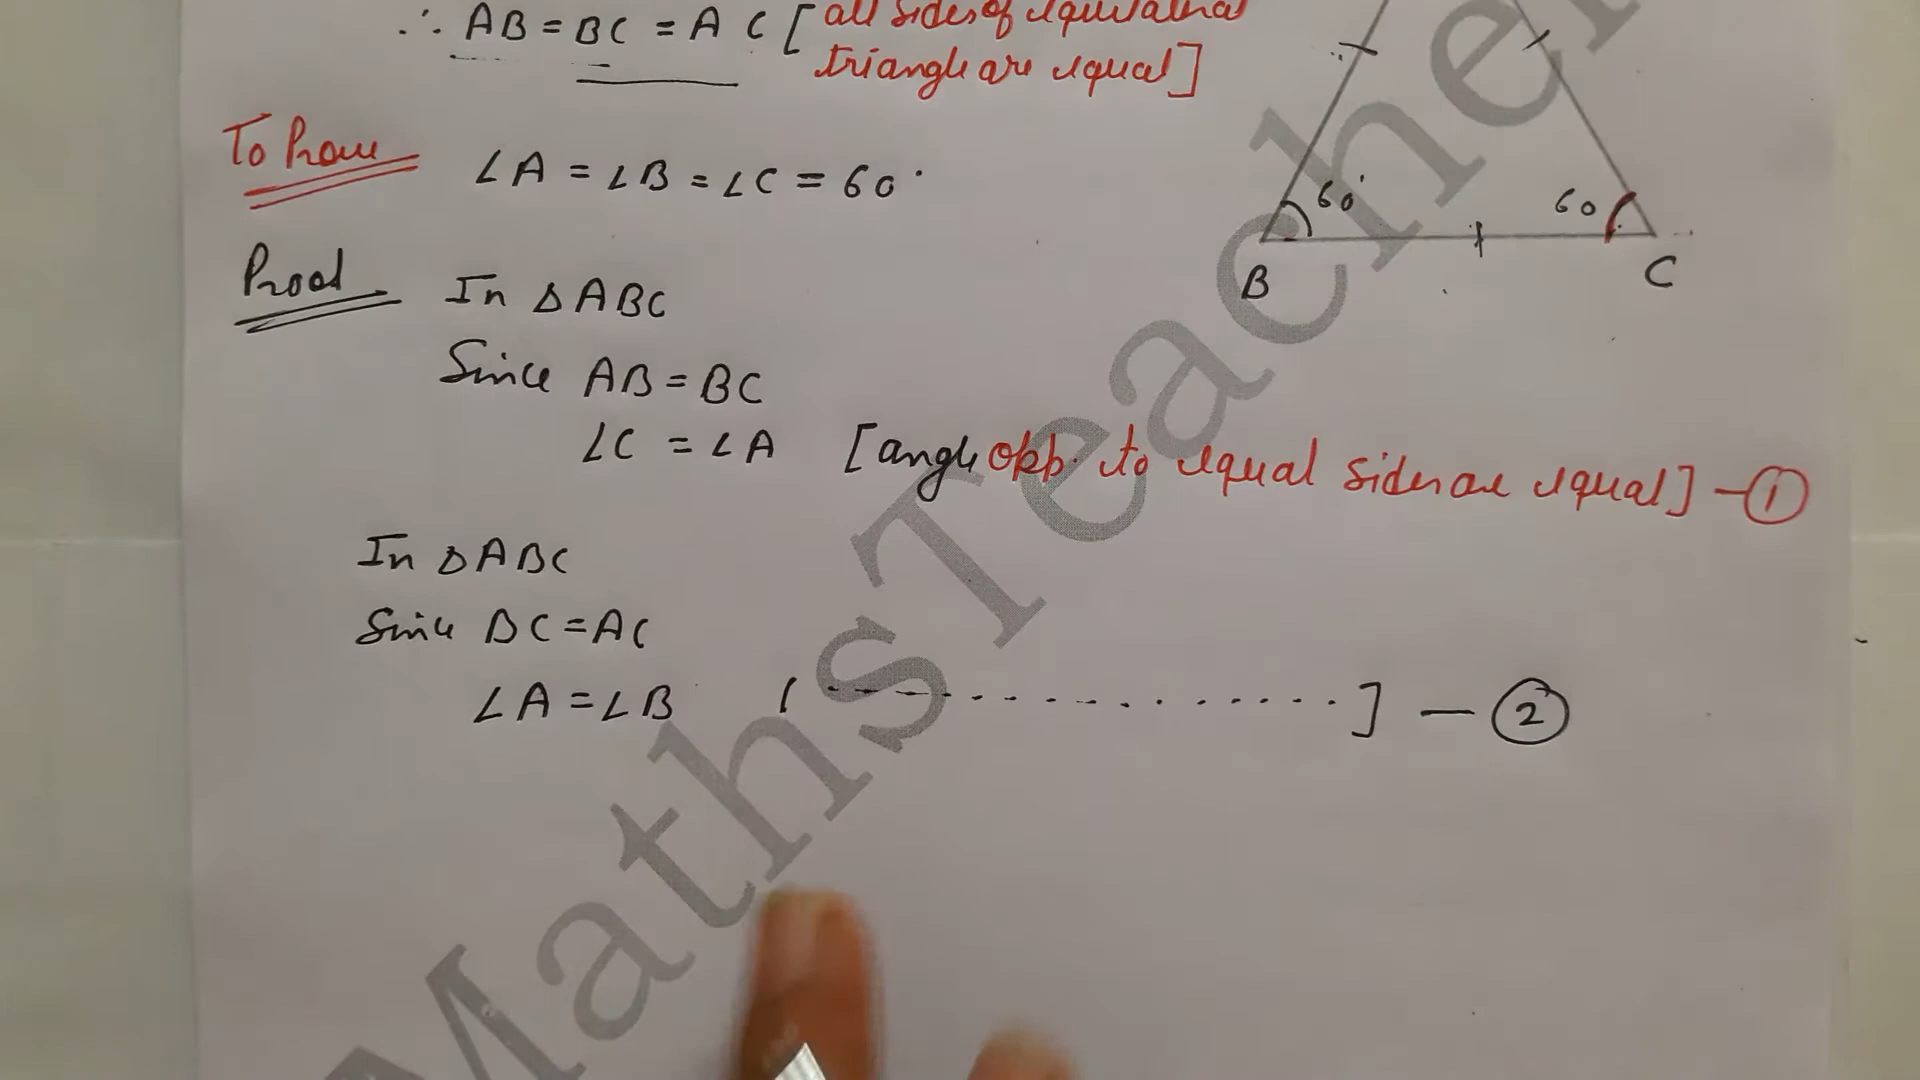 ∴ AB = BC = AC [all sides of equilateral
triangle are equal]
To Prove ∠A = ∠B = ∠C = 60°
60° 60
B C
Proof In ΔABC
Since AB = BC
∠C = ∠A [angle opp. to equal sides are equal] — ①
In ΔABC
Since BC = AC
∠A = ∠B [ - - - - - - - - - - - - ] — ②
MathsTeacher